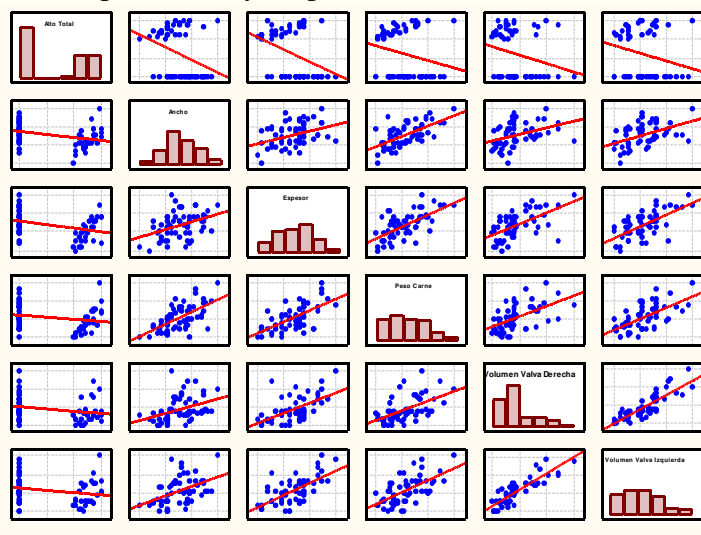 Alto Total
Ancho
Espesor
Peso Carne
Volumen Valva Derecha
Volumen Valva Izquierda